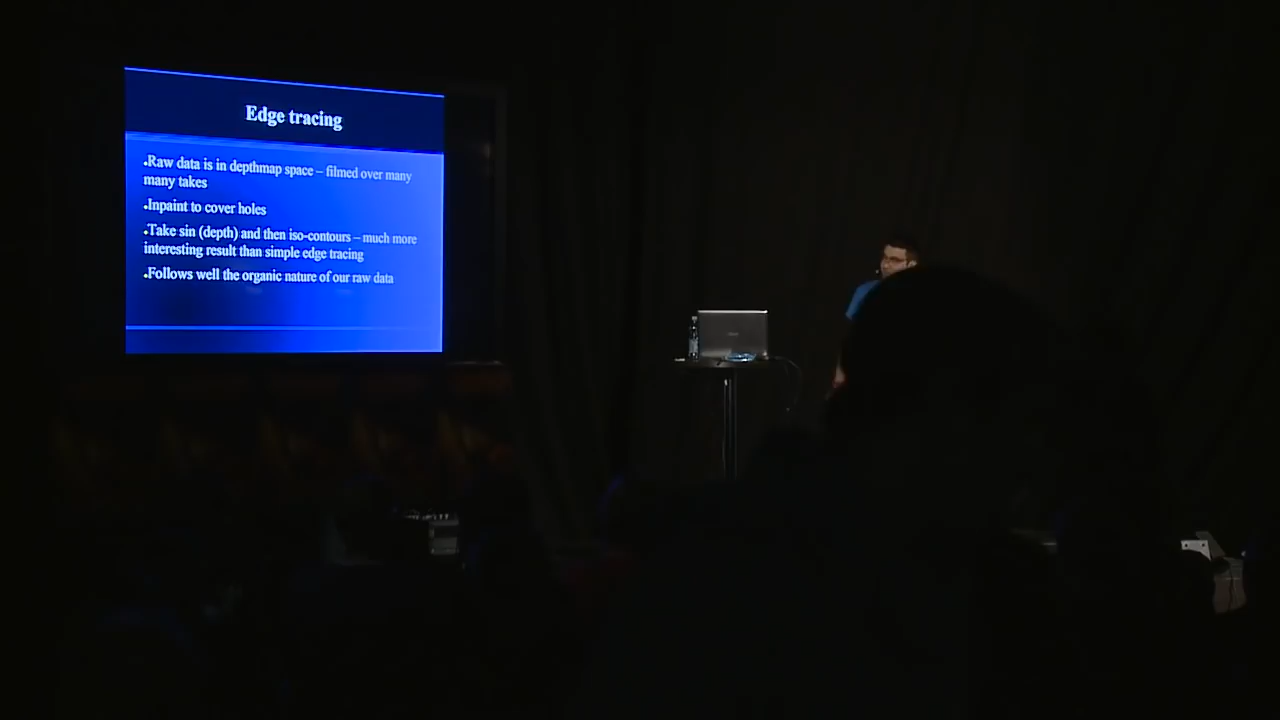 Edge tracing
•Raw data is in depthmap space – filmed over many
many takes
•Inpaint to cover holes
•Take sin (depth) and then iso-contours – much more
interesting result than simple edge tracing
•Follows well the organic nature of our raw data